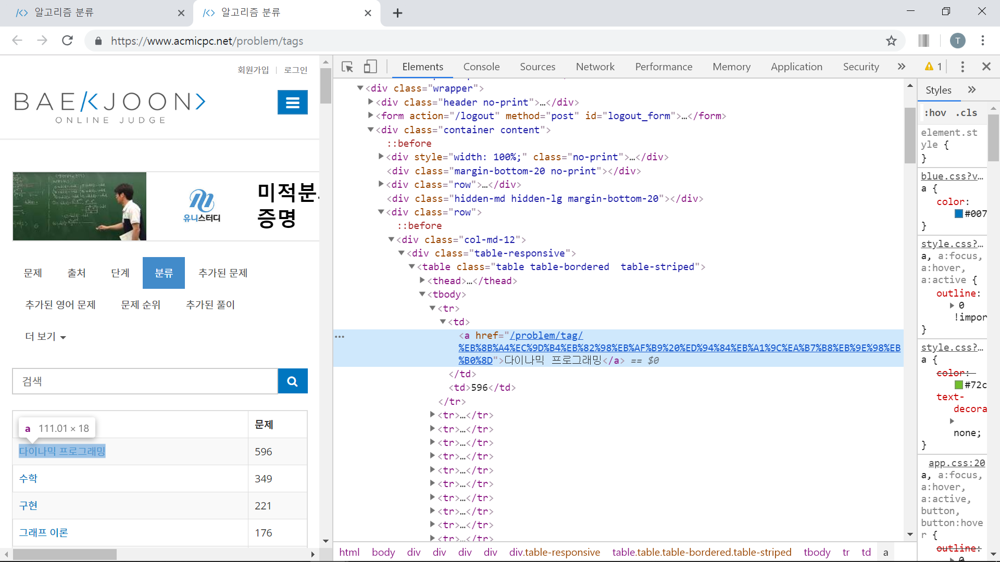 알고리즘 분류
알고리즘 분류
https://www.acmicpc.net/problem/tags
T
회원가입 | 로그인
BAE/<JOON>
ONLINE JUDGE
유니스터디
미적분
증명
문제 출처 단계 분류 추가된 문제
추가된 영어 문제 문제 순위 추가된 풀이
더 보기
검색
문제
a 111.01 × 18
다이나믹 프로그래밍 596
수학 349
구현 221
그래프 이론 176
Elements Console Sources Network Performance Memory Application Security » 1
<div class="wrapper">
<div class="header no-print">…</div>
<form action="/logout" method="post" id="logout_form">…</form>
<div class="container content">
::before
<div style="width: 100%;" class="no-print">…</div>
<div class="margin-bottom-20 no-print"></div>
<div class="row">…</div>
<div class="hidden-md hidden-lg margin-bottom-20"></div>
<div class="row">
::before
<div class="col-md-12">
<div class="table-responsive">
<table class="table table-bordered  table-striped">
<thead>…</thead>
<tbody>
<tr>
<td>
<a href="/problem/tag/
%EB%8B%A4%EC%9D%B4%EB%82%98%EB%AF%B9%20%ED%94%84%EB%A1%9C%EA%B7%B8%EB%9E%98%EB
%B0%8D">다이나믹 프로그래밍</a> == $0
</td>
<td>596</td>
</tr>
<tr>…</tr>
<tr>…</tr>
<tr>…</tr>
<tr>…</tr>
<tr>…</tr>
<tr>…</tr>
<tr>…</tr>
<tr>…</tr>
<tr>…</tr>
<tr>…</tr>
html body div div div div div.table-responsive table.table.table-bordered.table-striped tbody tr td a
Styles »
:hov .cls
element.st
yle {
}
blue.css?v…
a {
color:
#007
}
style.css?…
a, a:focus,
a:hover,
a:active {
outline:
0
!impor
}
style.css?…
a {
color:
#72c
text-
decora
none;
}
app.css:20
a, a:focus,
a:hover,
a:active,
button,
button:hove
r {
outline:
0